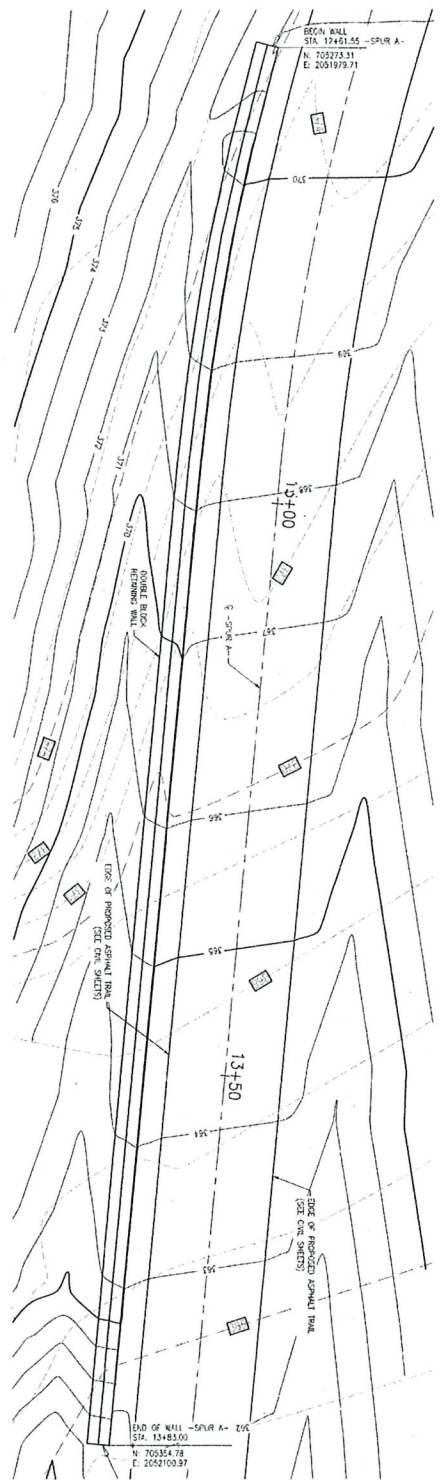 BEGIN WALL
STA. 12+61.55 -SPUR A-
N: 705273.31
E: 2051979.71
370
376
375
374
373
372
371
370
369
368
13+00
DOUBLE BLOCK
RETAINING WALL
℄ -SPUR A-
367
366
EDGE OF PROPOSED ASPHALT TRAIL
(SEE CIVIL SHEETS)
365
13+50
364
EDGE OF PROPOSED ASPHALT TRAIL
(SEE CIVIL SHEETS)
363
362
END OF WALL -SPUR A-
STA. 13+83.00
N: 705354.78
E: 2052100.97